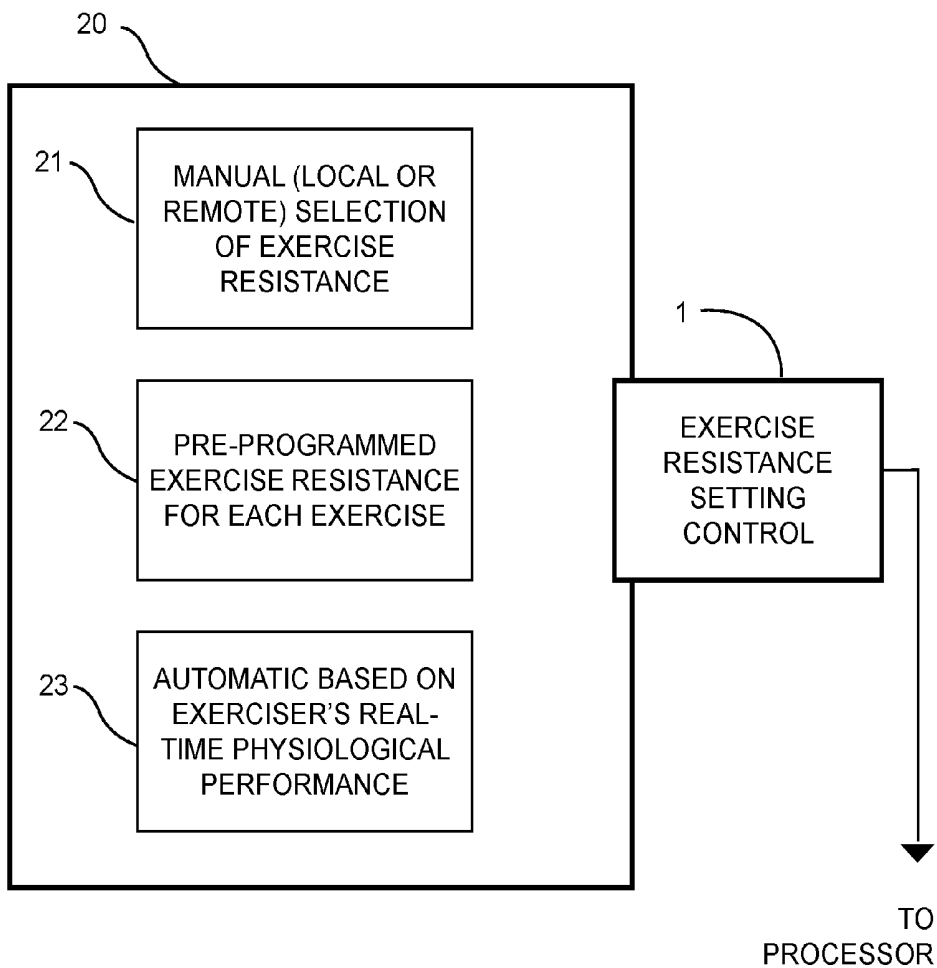 20
21
MANUAL (LOCAL OR
REMOTE) SELECTION
OF EXERCISE
RESISTANCE
1
22
PRE-PROGRAMMED
EXERCISE RESISTANCE
FOR EACH EXERCISE
EXERCISE
RESISTANCE
SETTING
CONTROL
23
AUTOMATIC BASED ON
EXERCISER'S REAL-
TIME PHYSIOLOGICAL
PERFORMANCE
TO
PROCESSOR